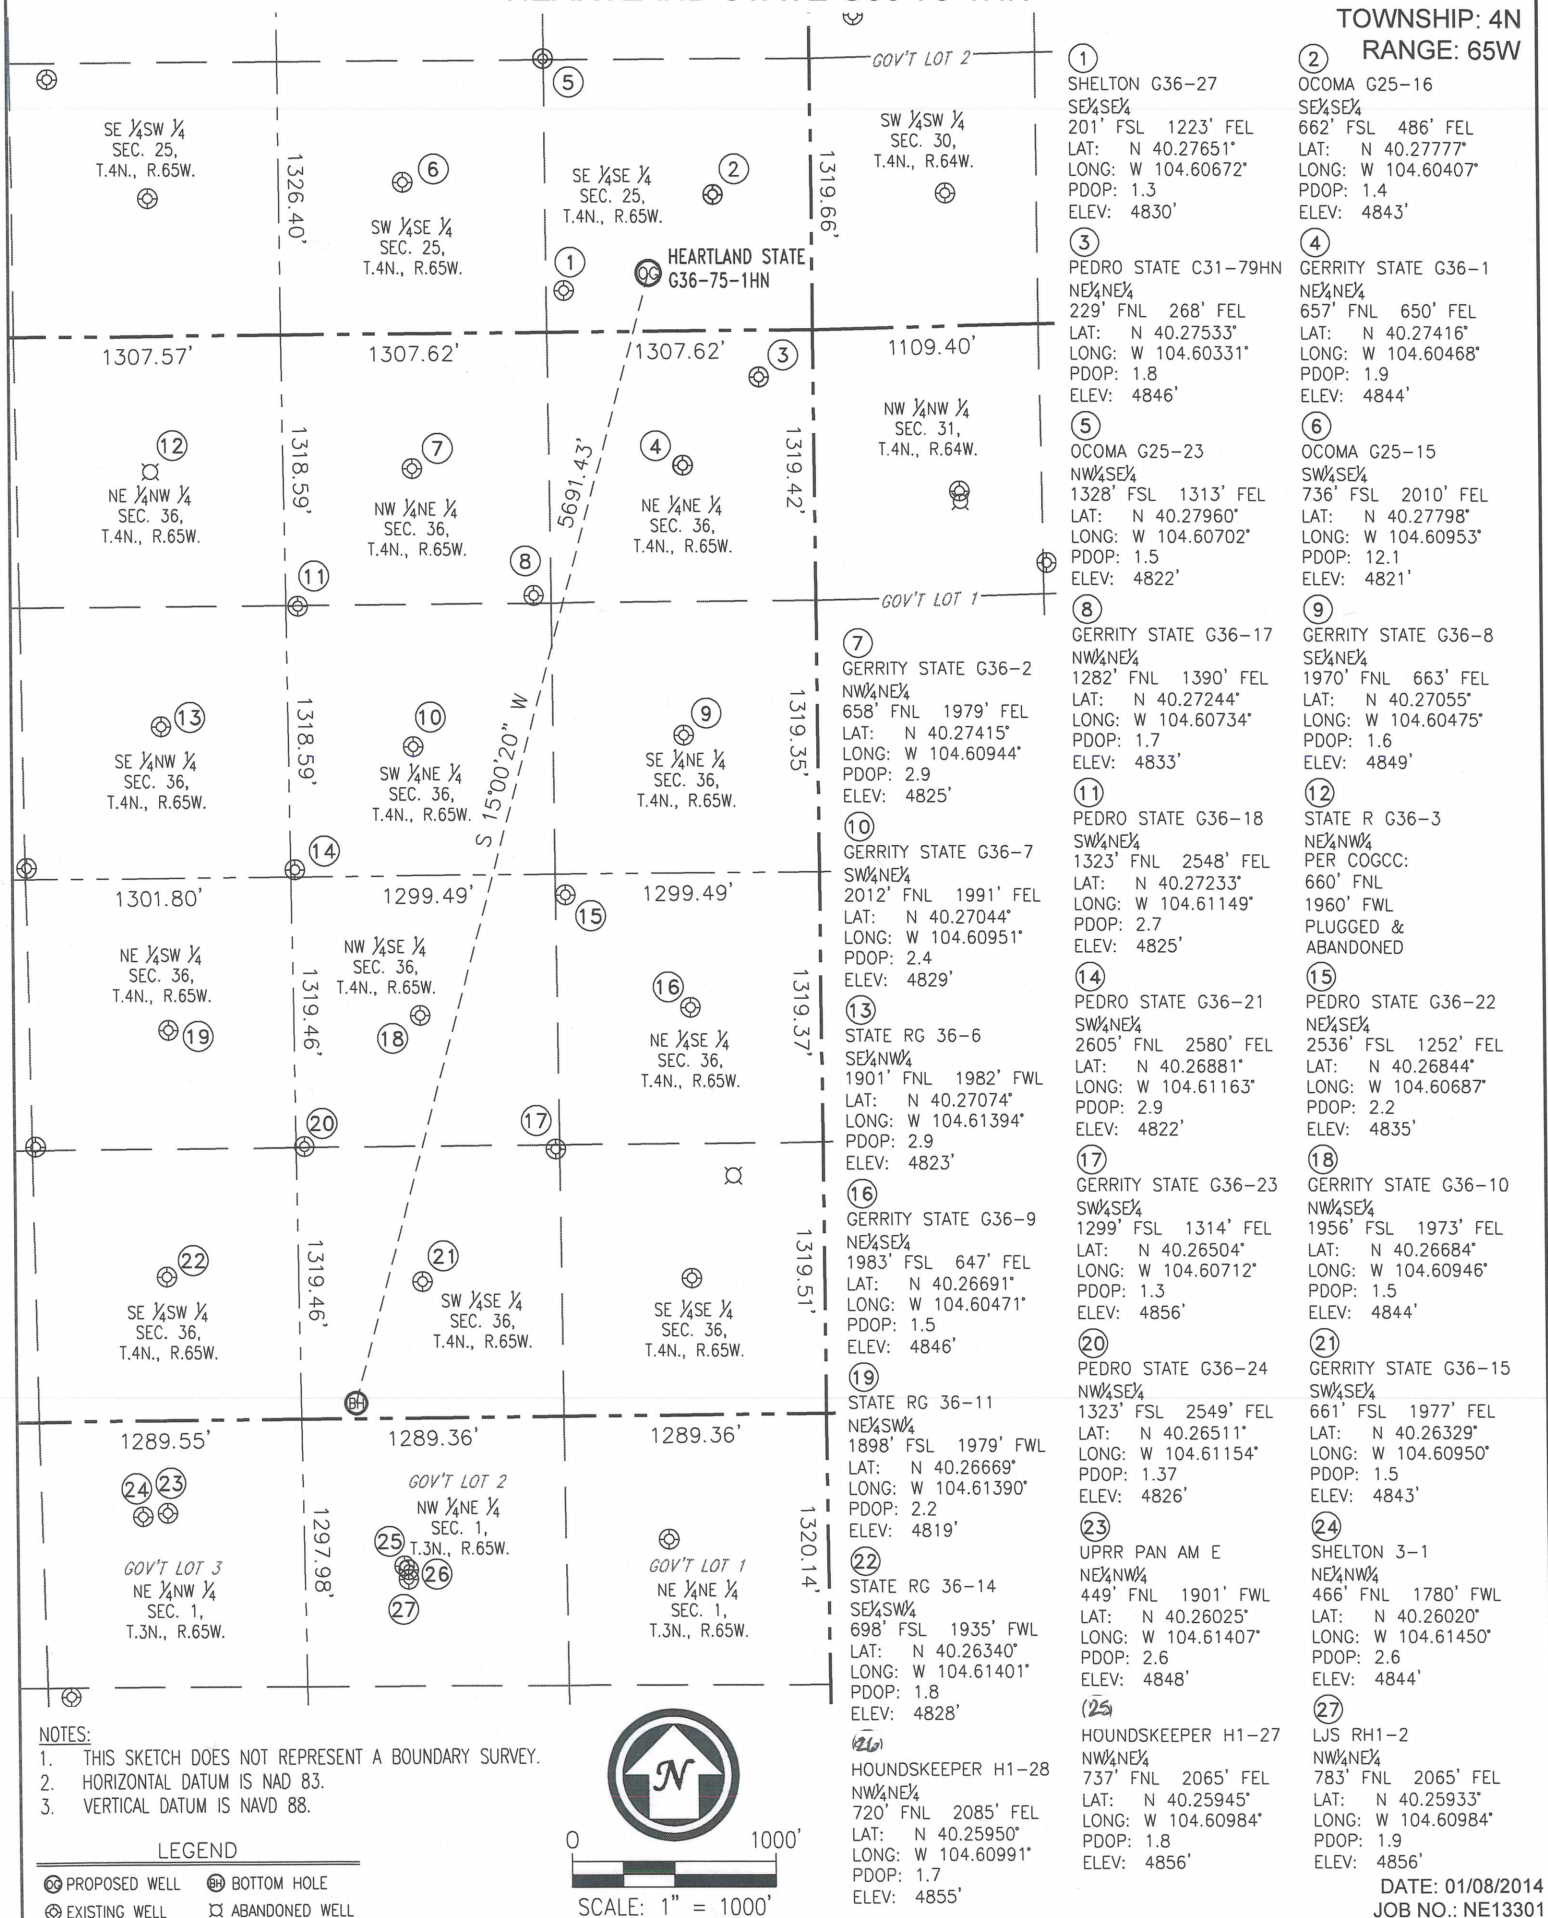 TOWNSHIP: 4N
RANGE: 65W
GOV'T LOT 2
5
SE ¼SW ¼
SEC. 25,
T.4N., R.65W.
1326.40'
6
SW ¼SE ¼
SEC. 25,
T.4N., R.65W.
SE ¼SE ¼
SEC. 25,
T.4N., R.65W.
2
1319.66'
SW ¼SW ¼
SEC. 30,
T.4N., R.64W.
1
OG
HEARTLAND STATE
G36-75-1HN
1307.57'
1307.62'
1307.62'
3
1109.40'
12
NE ¼NW ¼
SEC. 36,
T.4N., R.65W.
1318.59'
7
NW ¼NE ¼
SEC. 36,
T.4N., R.65W.
5691.43'
4
NE ¼NE ¼
SEC. 36,
T.4N., R.65W.
1319.42'
NW ¼NW ¼
SEC. 31,
T.4N., R.64W.
11
8
GOV'T LOT 1
13
SE ¼NW ¼
SEC. 36,
T.4N., R.65W.
1318.59'
10
SW ¼NE ¼
SEC. 36,
T.4N., R.65W.
S 15°00'20" W
9
SE ¼NE ¼
SEC. 36,
T.4N., R.65W.
1319.35'
14
1301.80'
1299.49'
15
1299.49'
NE ¼SW ¼
SEC. 36,
T.4N., R.65W.
19
1319.46'
NW ¼SE ¼
SEC. 36,
T.4N., R.65W.
18
16
NE ¼SE ¼
SEC. 36,
T.4N., R.65W.
1319.37'
20
17
22
SE ¼SW ¼
SEC. 36,
T.4N., R.65W.
1319.46'
21
SW ¼SE ¼
SEC. 36,
T.4N., R.65W.
SE ¼SE ¼
SEC. 36,
T.4N., R.65W.
1319.51'
BH
1289.55'
1289.36'
1289.36'
24
23
GOV'T LOT 3
NE ¼NW ¼
SEC. 1,
T.3N., R.65W.
1297.98'
GOV'T LOT 2
NW ¼NE ¼
SEC. 1,
T.3N., R.65W.
25
26
27
GOV'T LOT 1
NE ¼NE ¼
SEC. 1,
T.3N., R.65W.
1320.14'
1
SHELTON G36-27
SE¼SE¼
201' FSL 1223' FEL
LAT: N 40.27651°
LONG: W 104.60672°
PDOP: 1.3
ELEV: 4830'
2
OCOMA G25-16
SE¼SE¼
662' FSL 486' FEL
LAT: N 40.27777°
LONG: W 104.60407°
PDOP: 1.4
ELEV: 4843'
3
PEDRO STATE C31-79HN
NE¼NE¼
229' FNL 268' FEL
LAT: N 40.27533°
LONG: W 104.60331°
PDOP: 1.8
ELEV: 4846'
4
GERRITY STATE G36-1
NE¼NE¼
657' FNL 650' FEL
LAT: N 40.27416°
LONG: W 104.60468°
PDOP: 1.9
ELEV: 4844'
5
OCOMA G25-23
NW¼SE¼
1328' FSL 1313' FEL
LAT: N 40.27960°
LONG: W 104.60702°
PDOP: 1.5
ELEV: 4822'
6
OCOMA G25-15
SW¼SE¼
736' FSL 2010' FEL
LAT: N 40.27798°
LONG: W 104.60953°
PDOP: 12.1
ELEV: 4821'
7
GERRITY STATE G36-2
NW¼NE¼
658' FNL 1979' FEL
LAT: N 40.27415°
LONG: W 104.60944°
PDOP: 2.9
ELEV: 4825'
8
GERRITY STATE G36-17
NW¼NE¼
1282' FNL 1390' FEL
LAT: N 40.27244°
LONG: W 104.60734°
PDOP: 1.7
ELEV: 4833'
9
GERRITY STATE G36-8
SE¼NE¼
1970' FNL 663' FEL
LAT: N 40.27055°
LONG: W 104.60475°
PDOP: 1.6
ELEV: 4849'
10
GERRITY STATE G36-7
SW¼NE¼
2012' FNL 1991' FEL
LAT: N 40.27044°
LONG: W 104.60951°
PDOP: 2.4
ELEV: 4829'
11
PEDRO STATE G36-18
SW¼NE¼
1323' FNL 2548' FEL
LAT: N 40.27233°
LONG: W 104.61149°
PDOP: 2.7
ELEV: 4825'
12
STATE R G36-3
NE¼NW¼
PER COGCC:
660' FNL
1960' FWL
PLUGGED &
ABANDONED
13
STATE RG 36-6
SE¼NW¼
1901' FNL 1982' FWL
LAT: N 40.27074°
LONG: W 104.61394°
PDOP: 2.9
ELEV: 4823'
14
PEDRO STATE G36-21
SW¼NE¼
2605' FNL 2580' FEL
LAT: N 40.26881°
LONG: W 104.61163°
PDOP: 2.9
ELEV: 4822'
15
PEDRO STATE G36-22
NE¼SE¼
2536' FSL 1252' FEL
LAT: N 40.26844°
LONG: W 104.60687°
PDOP: 2.2
ELEV: 4835'
16
GERRITY STATE G36-9
NE¼SE¼
1983' FSL 647' FEL
LAT: N 40.26691°
LONG: W 104.60471°
PDOP: 1.5
ELEV: 4846'
17
GERRITY STATE G36-23
SW¼SE¼
1299' FSL 1314' FEL
LAT: N 40.26504°
LONG: W 104.60712°
PDOP: 1.3
ELEV: 4856'
18
GERRITY STATE G36-10
NW¼SE¼
1956' FSL 1973' FEL
LAT: N 40.26684°
LONG: W 104.60946°
PDOP: 1.5
ELEV: 4844'
19
STATE RG 36-11
NE¼SW¼
1898' FSL 1979' FWL
LAT: N 40.26669°
LONG: W 104.61390°
PDOP: 2.2
ELEV: 4819'
20
PEDRO STATE G36-24
NW¼SE¼
1323' FSL 2549' FEL
LAT: N 40.26511°
LONG: W 104.61154°
PDOP: 1.37
ELEV: 4826'
21
GERRITY STATE G36-15
SW¼SE¼
661' FSL 1977' FEL
LAT: N 40.26329°
LONG: W 104.60950°
PDOP: 1.5
ELEV: 4843'
22
STATE RG 36-14
SE¼SW¼
698' FSL 1935' FWL
LAT: N 40.26340°
LONG: W 104.61401°
PDOP: 1.8
ELEV: 4828'
23
UPRR PAN AM E
NE¼NW¼
449' FNL 1901' FWL
LAT: N 40.26025°
LONG: W 104.61407°
PDOP: 2.6
ELEV: 4848'
24
SHELTON 3-1
NE¼NW¼
466' FNL 1780' FWL
LAT: N 40.26020°
LONG: W 104.61450°
PDOP: 2.6
ELEV: 4844'
26
HOUNDSKEEPER H1-28
NW¼NE¼
720' FNL 2085' FEL
LAT: N 40.25950°
LONG: W 104.60991°
PDOP: 1.7
ELEV: 4855'
25
HOUNDSKEEPER H1-27
NW¼NE¼
737' FNL 2065' FEL
LAT: N 40.25945°
LONG: W 104.60984°
PDOP: 1.8
ELEV: 4856'
27
LJS RH1-2
NW¼NE¼
783' FNL 2065' FEL
LAT: N 40.25933°
LONG: W 104.60984°
PDOP: 1.9
ELEV: 4856'
NOTES:
1. THIS SKETCH DOES NOT REPRESENT A BOUNDARY SURVEY.
2. HORIZONTAL DATUM IS NAD 83.
3. VERTICAL DATUM IS NAVD 88.
LEGEND
OG PROPOSED WELL BH BOTTOM HOLE
EXISTING WELL ABANDONED WELL
N
0 1000'
SCALE: 1" = 1000'
DATE: 01/08/2014
JOB NO.: NE13301